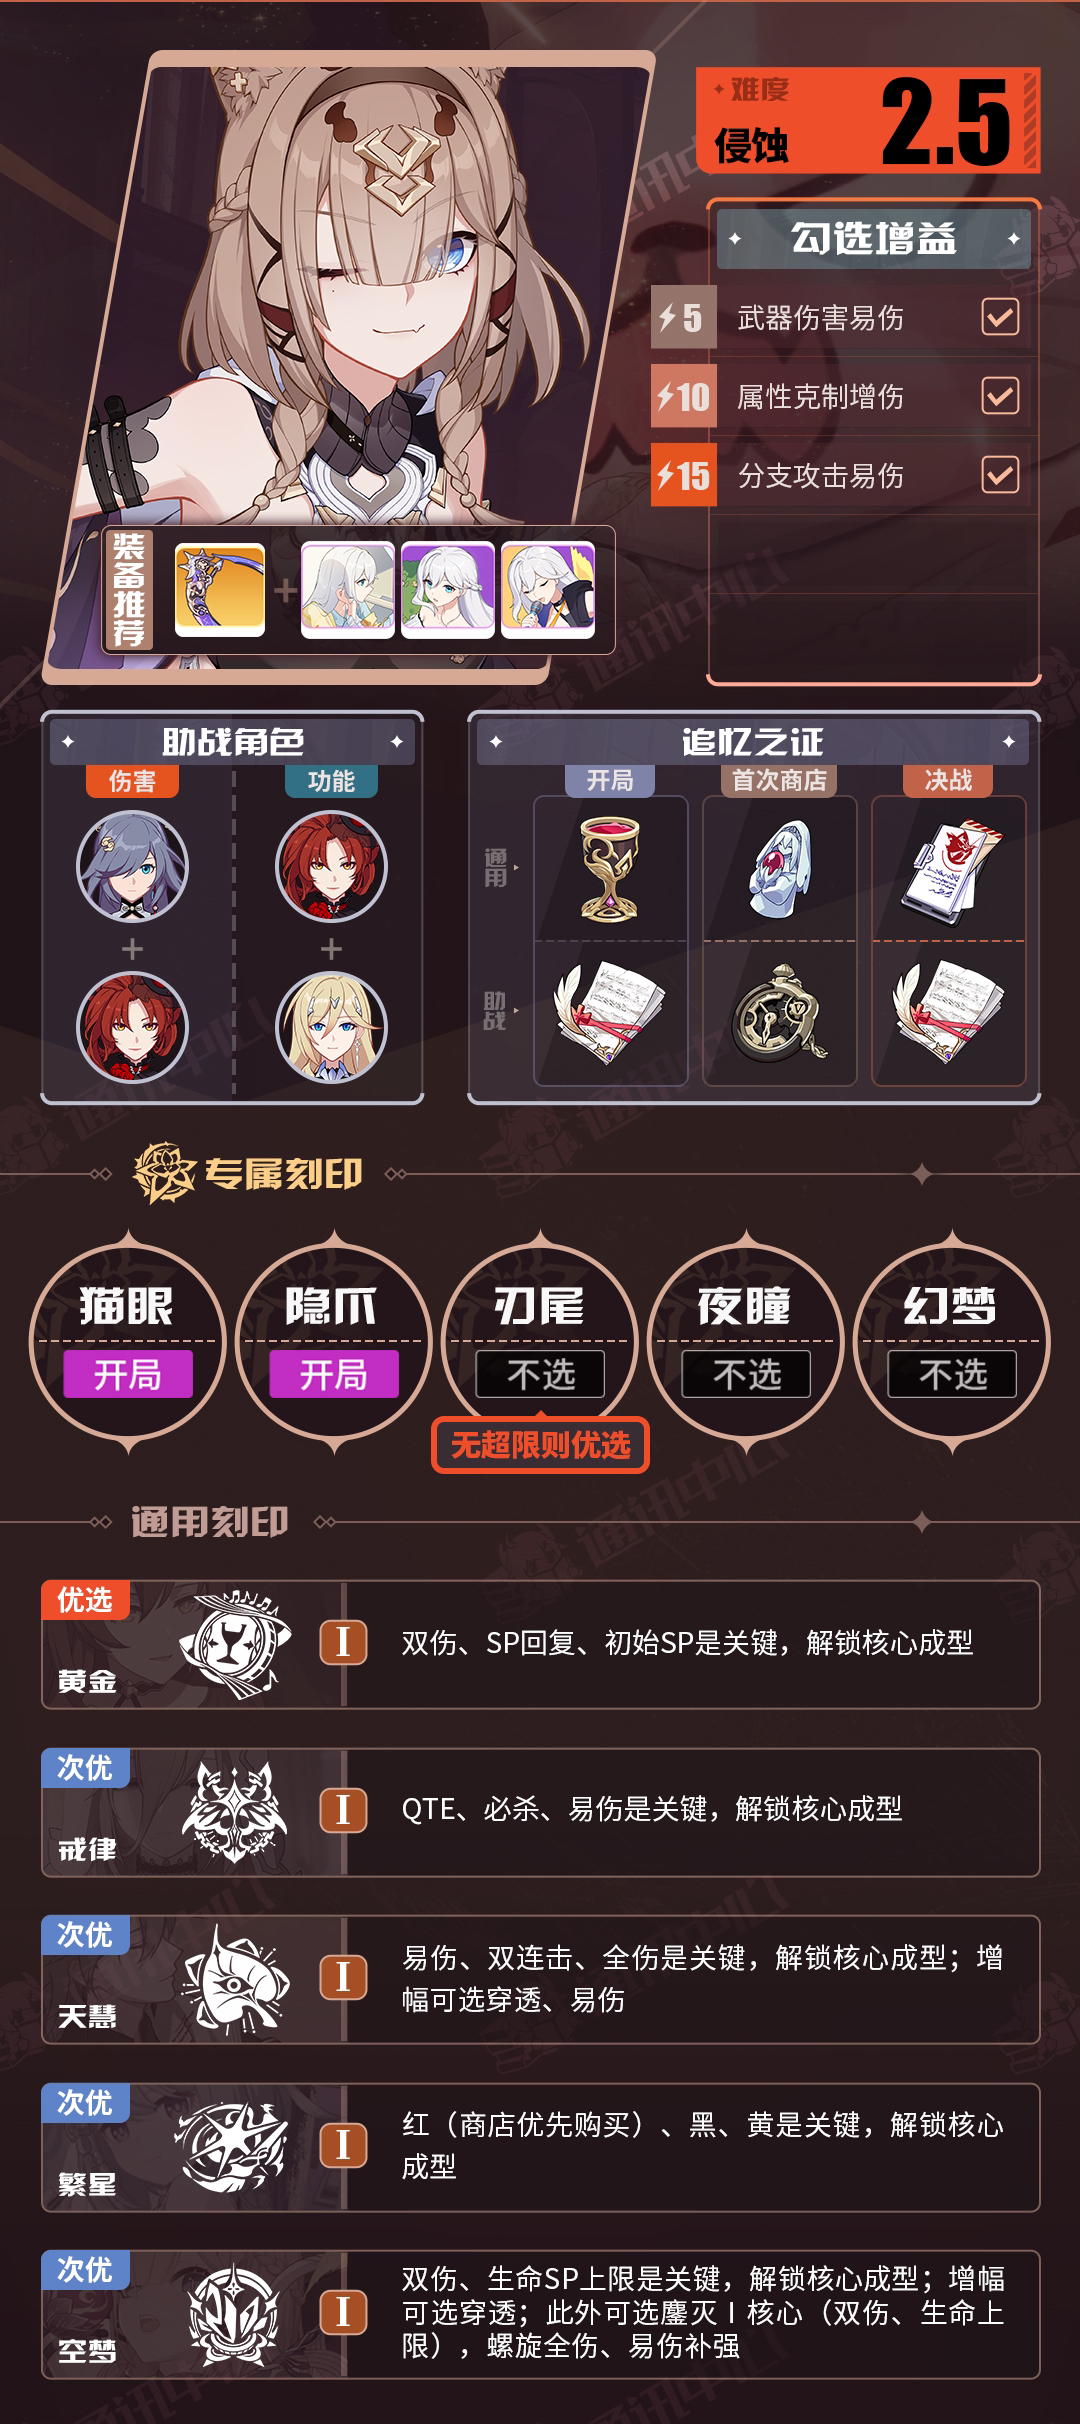 难度
侵蚀
2.5
勾选增益
5 武器伤害易伤
10 属性克制增伤
15 分支攻击易伤
装备推荐
助战角色
伤害 功能
追忆之证
开局 首次商店 决战
通用
助战
专属刻印
猫眼 隐爪 刃尾 夜瞳 幻梦
开局 开局 不选 不选 不选
无超限则优选
通用刻印
优选
黄金
I
双伤、SP回复、初始SP是关键，解锁核心成型
次优
戒律
I
QTE、必杀、易伤是关键，解锁核心成型
次优
天慧
I
易伤、双连击、全伤是关键，解锁核心成型；增
幅可选穿透、易伤
次优
繁星
I
红（商店优先购买）、黑、黄是关键，解锁核心
成型
次优
空梦
I
双伤、生命SP上限是关键，解锁核心成型；增幅
可选穿透；此外可选鏖灭 I 核心（双伤、生命上
限），螺旋全伤、易伤补强
通讯中心